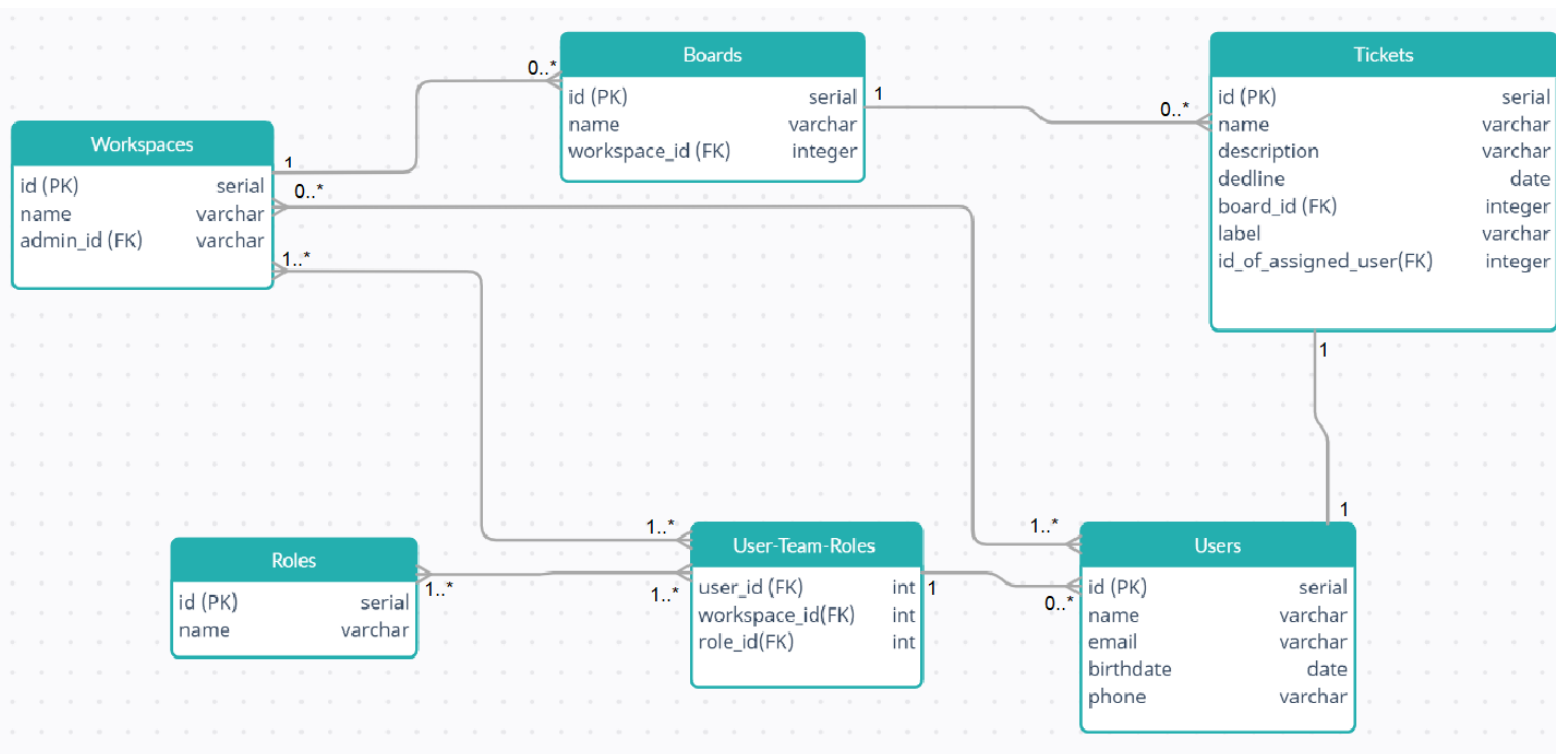 Boards
id (PK) serial
name varchar
workspace_id (FK) integer
0..*
1
Tickets
id (PK) serial
name varchar
description varchar
dedline date
board_id (FK) integer
label varchar
id_of_assigned_user(FK) integer
0..*
1
Workspaces
id (PK) serial
name varchar
admin_id (FK) varchar
1
0..*
1..*
Roles
id (PK) serial
name varchar
1..*
User-Team-Roles
user_id (FK) int
workspace_id(FK) int
role_id(FK) int
1..*
1..*
1
Users
id (PK) serial
name varchar
email varchar
birthdate date
phone varchar
1..*
0..*
1